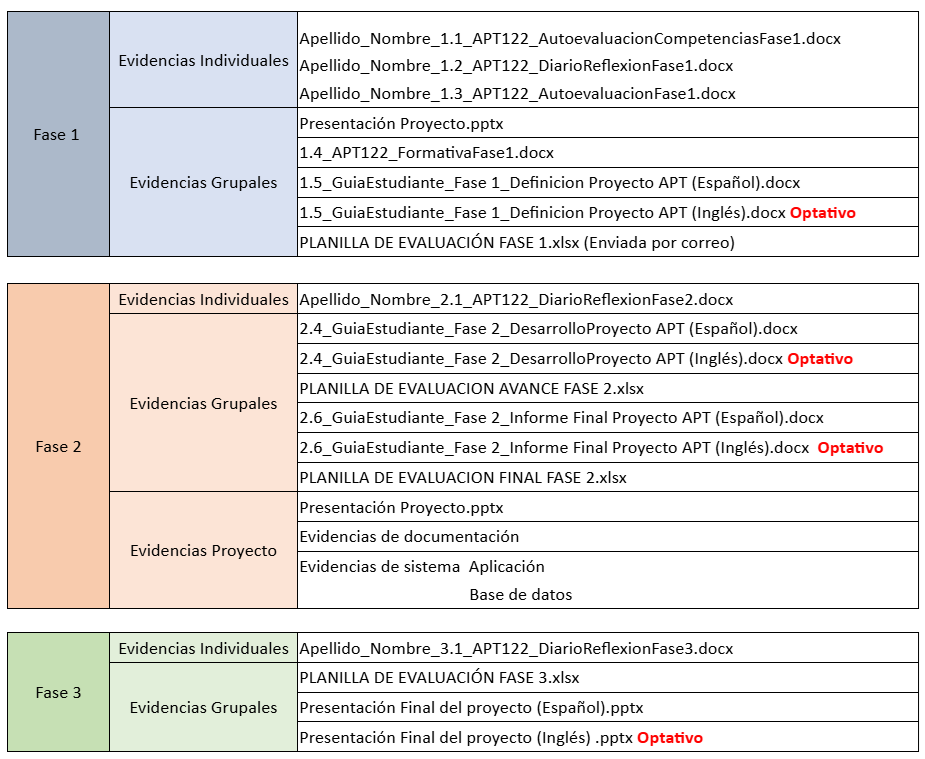 Fase 1
Evidencias Individuales
Apellido_Nombre_1.1_APT122_AutoevaluacionCompetenciasFase1.docx
Apellido_Nombre_1.2_APT122_DiarioReflexionFase1.docx
Apellido_Nombre_1.3_APT122_AutoevaluacionFase1.docx
Evidencias Grupales
Presentación Proyecto.pptx
1.4_APT122_FormativaFase1.docx
1.5_GuiaEstudiante_Fase 1_Definicion Proyecto APT (Español).docx
1.5_GuiaEstudiante_Fase 1_Definicion Proyecto APT (Inglés).docx Optativo
PLANILLA DE EVALUACIÓN FASE 1.xlsx (Enviada por correo)
Fase 2
Evidencias Individuales
Apellido_Nombre_2.1_APT122_DiarioReflexionFase2.docx
Evidencias Grupales
2.4_GuiaEstudiante_Fase 2_DesarrolloProyecto APT (Español).docx
2.4_GuiaEstudiante_Fase 2_DesarrolloProyecto APT (Inglés).docx Optativo
PLANILLA DE EVALUACION AVANCE FASE 2.xlsx
2.6_GuiaEstudiante_Fase 2_Informe Final Proyecto APT (Español).docx
2.6_GuiaEstudiante_Fase 2_Informe Final Proyecto APT (Inglés).docx Optativo
PLANILLA DE EVALUACION FINAL FASE 2.xlsx
Evidencias Proyecto
Presentación Proyecto.pptx
Evidencias de documentación
Evidencias de sistema Aplicación
Base de datos
Fase 3
Evidencias Individuales
Apellido_Nombre_3.1_APT122_DiarioReflexionFase3.docx
Evidencias Grupales
PLANILLA DE EVALUACIÓN FASE 3.xlsx
Presentación Final del proyecto (Español).pptx
Presentación Final del proyecto (Inglés) .pptx Optativo